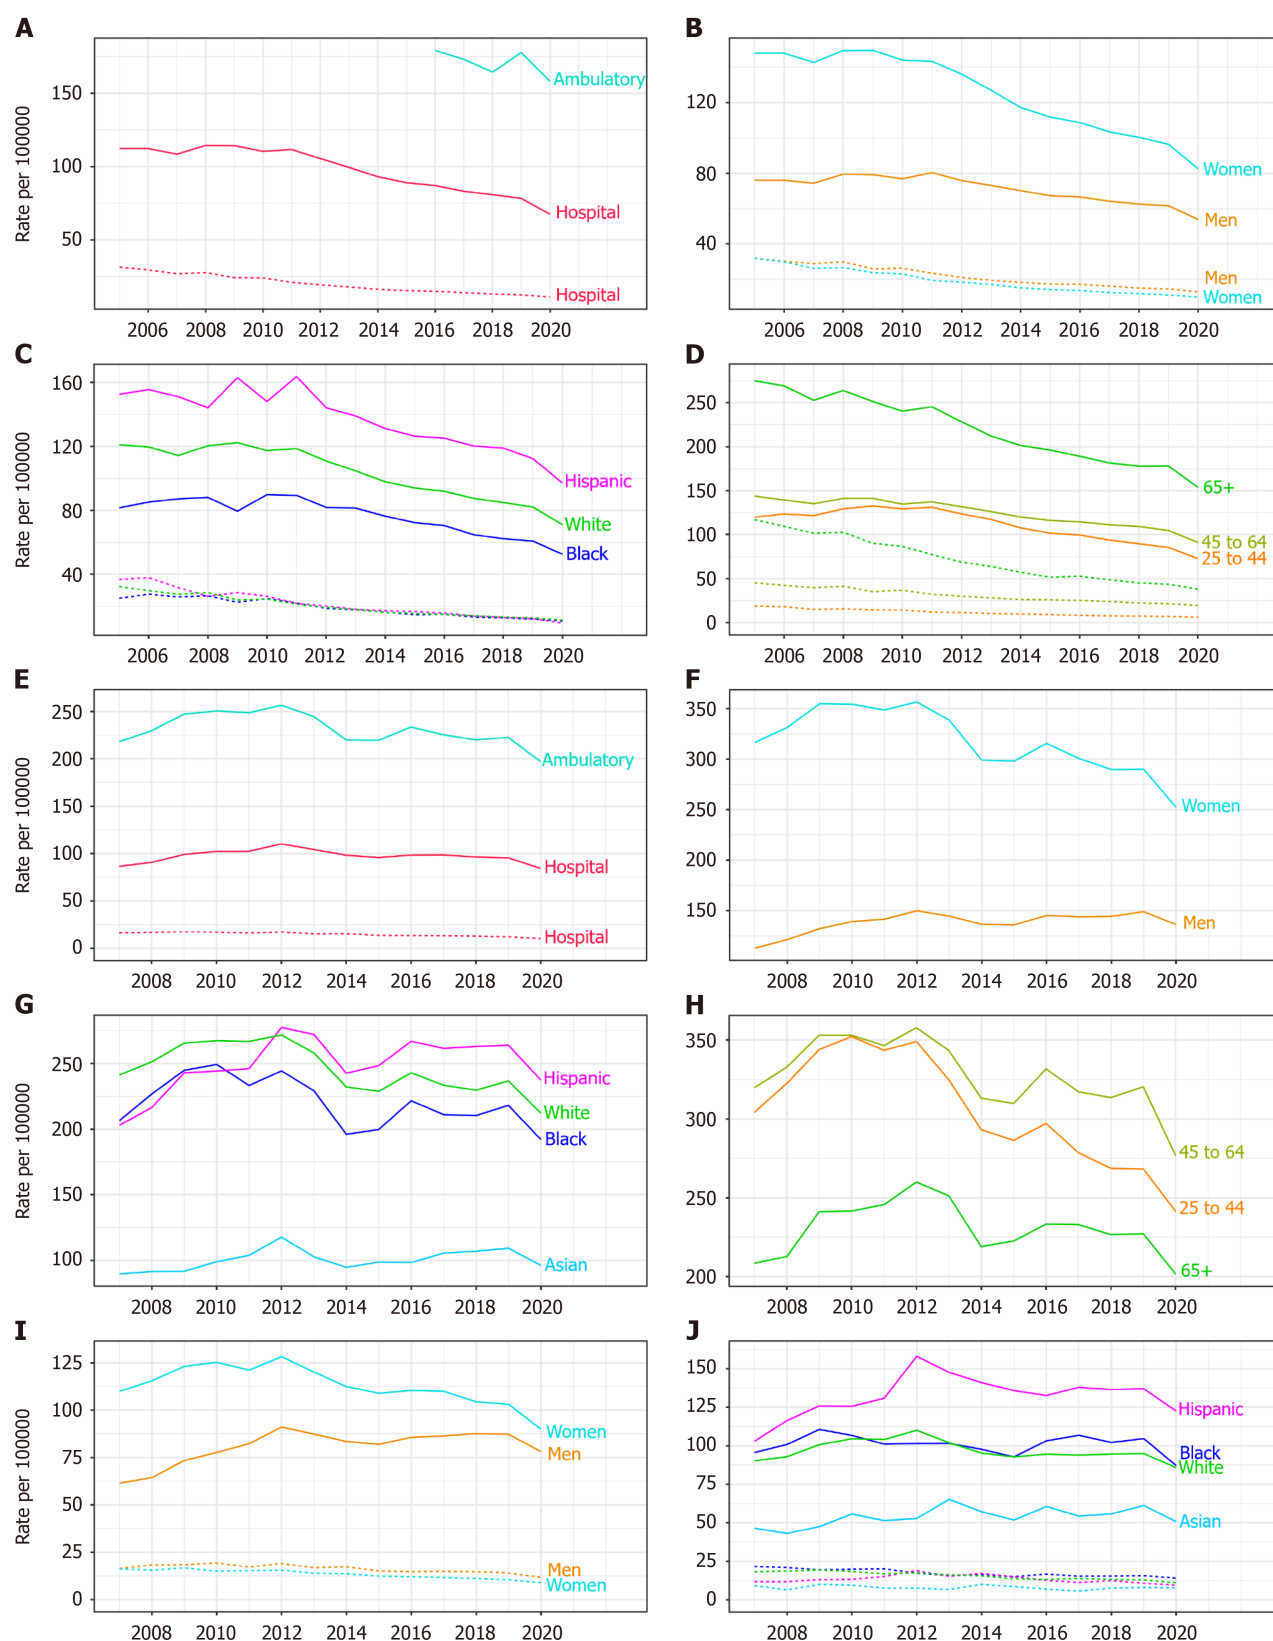 A
B
Rate per 100000
150
100
50
Ambulatory
Hospital
Hospital
2006 2008 2010 2012 2014 2016 2018 2020
120
80
40
Women
Men
Men
Women
2006 2008 2010 2012 2014 2016 2018 2020
C
D
Rate per 100000
160
120
80
40
Hispanic
White
Black
2006 2008 2010 2012 2014 2016 2018 2020
250
200
150
100
50
0
65+
45 to 64
25 to 44
2006 2008 2010 2012 2014 2016 2018 2020
E
F
Rate per 100000
250
200
150
100
50
0
Ambulatory
Hospital
Hospital
2008 2010 2012 2014 2016 2018 2020
350
300
250
200
150
Women
Men
2008 2010 2012 2014 2016 2018 2020
G
H
Rate per 100000
250
200
150
100
Hispanic
White
Black
Asian
2008 2010 2012 2014 2016 2018 2020
350
300
250
200
45 to 64
25 to 44
65+
2008 2010 2012 2014 2016 2018 2020
I
J
Rate per 100000
125
100
75
50
25
0
Women
Men
Men
Women
2008 2010 2012 2014 2016 2018 2020
150
125
100
75
50
25
0
Hispanic
Black
White
Asian
2008 2010 2012 2014 2016 2018 2020